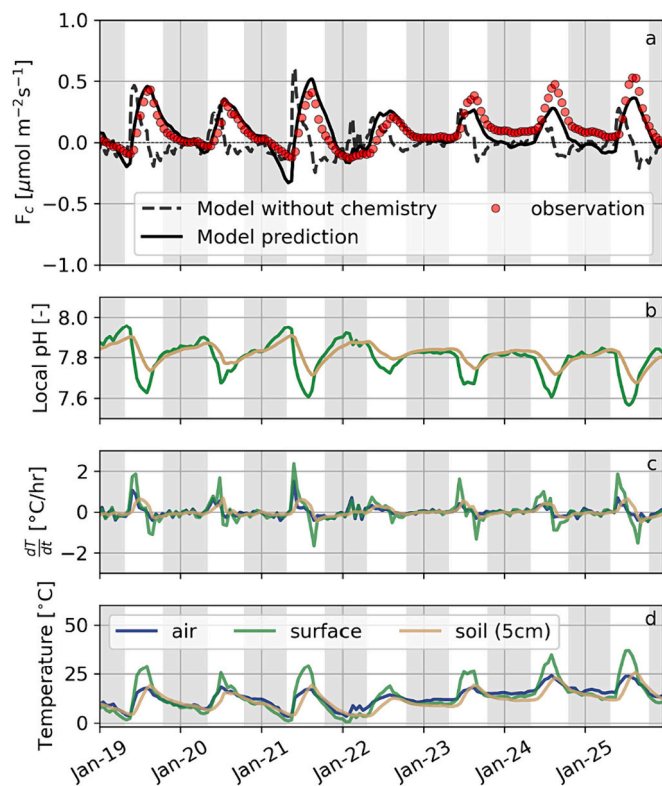 a
1.0
0.5
0.0
−0.5
−1.0
F_c [μmol m⁻²s⁻¹]
Model without chemistry
observation
Model prediction
b
8.0
7.8
7.6
Local pH [-]
c
2
0
−2
dT/dt [°C/hr]
d
50
25
0
Temperature [°C]
air
surface
soil (5cm)
Jan-19
Jan-20
Jan-21
Jan-22
Jan-23
Jan-24
Jan-25